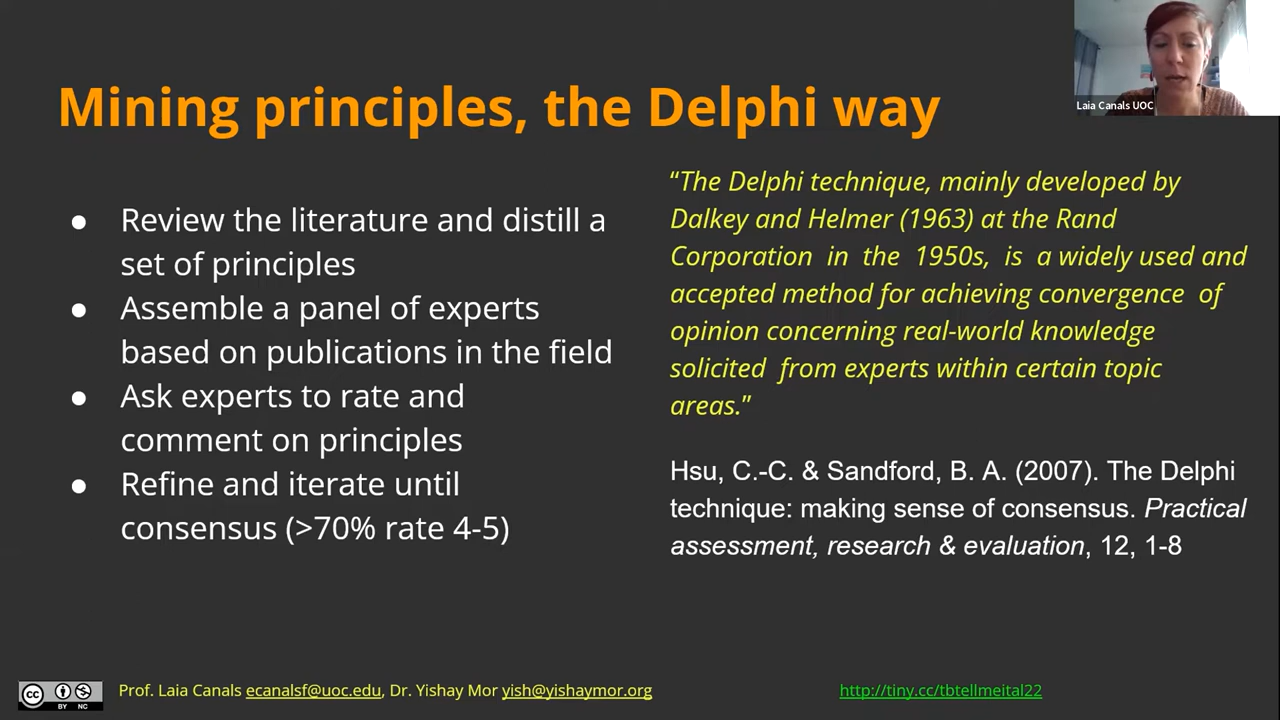 Laia Canals UOC
Mining principles, the Delphi way
● Review the literature and distill a
set of principles
● Assemble a panel of experts
based on publications in the field
● Ask experts to rate and
comment on principles
● Refine and iterate until
consensus (>70% rate 4-5)
“The Delphi technique, mainly developed by
Dalkey and Helmer (1963) at the Rand
Corporation in the 1950s, is a widely used and
accepted method for achieving convergence of
opinion concerning real-world knowledge
solicited from experts within certain topic
areas.”
Hsu, C.-C. & Sandford, B. A. (2007). The Delphi
technique: making sense of consensus. Practical
assessment, research & evaluation, 12, 1-8
cc BY NC
Prof. Laia Canals ecanalsf@uoc.edu, Dr. Yishay Mor yish@yishaymor.org
http://tiny.cc/tbtellmeital22